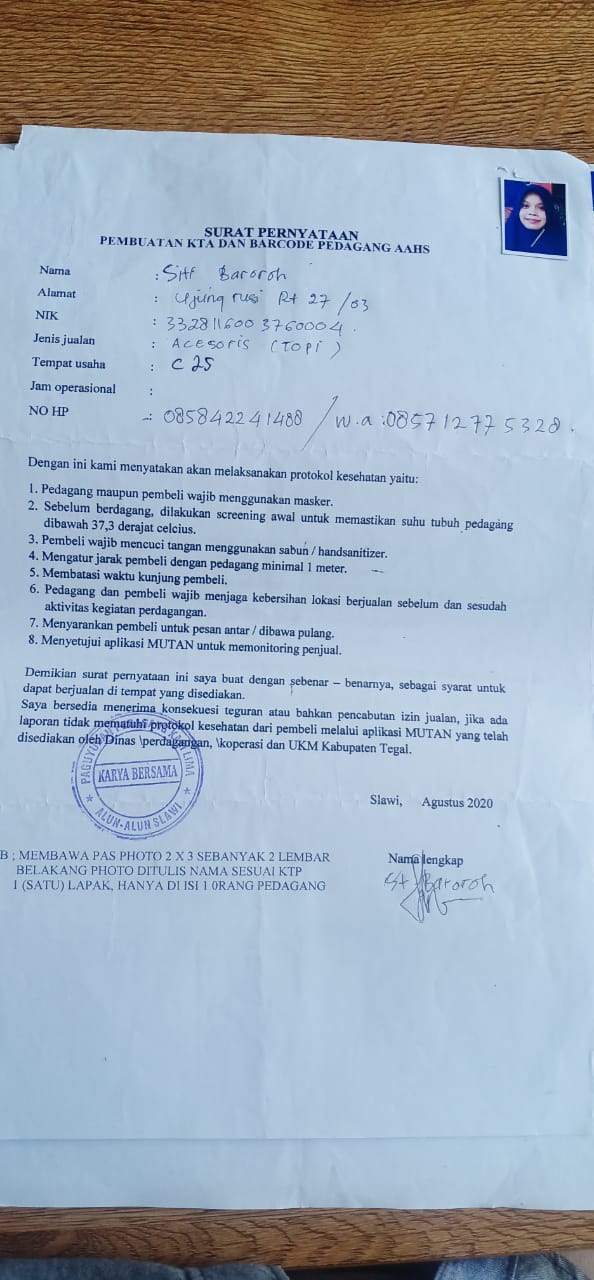 SURAT PERNYATAAN
PEMBUATAN KTA DAN BARCODE PEDAGANG AAHS
Nama : Siti Bazoroh
Alamat : Ujung rusi Rt 27 /03
NIK : 332811600 3760004.
Jenis jualan : Acesoris (Topi)
Tempat usaha : C 25
Jam operasional :
NO HP : 085842241488 / w.a :085712775328.
Dengan ini kami menyatakan akan melaksanakan protokol kesehatan yaitu:
1. Pedagang maupun pembeli wajib menggunakan masker.
2. Sebelum berdagang, dilakukan screening awal untuk memastikan suhu tubuh pedagang
dibawah 37,3 derajat celcius.
3. Pembeli wajib mencuci tangan menggunakan sabun / handsanitizer.
4. Mengatur jarak pembeli dengan pedagang minimal 1 meter.
5. Membatasi waktu kunjung pembeli.
6. Pedagang dan pembeli wajib menjaga kebersihan lokasi berjualan sebelum dan sesudah
aktivitas kegiatan perdagangan.
7. Menyarankan pembeli untuk pesan antar / dibawa pulang.
8. Menyetujui aplikasi MUTAN untuk memonitoring penjual.
Demikian surat pernyataan ini saya buat dengan sebenar – benarnya, sebagai syarat untuk
dapat berjualan di tempat yang disediakan.
Saya bersedia menerima konsekuesi teguran atau bahkan pencabutan izin jualan, jika ada
laporan tidak mematuhi protokol kesehatan dari pembeli melalui aplikasi MUTAN yang telah
disediakan oleh Dinas \perdagangan, \koperasi dan UKM Kabupaten Tegal.
KARYA BERSAMA
ALUN-ALUN SLAWI
Slawi, Agustus 2020
B ; MEMBAWA PAS PHOTO 2 X 3 SEBANYAK 2 LEMBAR
BELAKANG PHOTO DITULIS NAMA SESUAI KTP
1 (SATU) LAPAK, HANYA DI ISI 1 0RANG PEDAGANG
Nama lengkap
St Bazoroh